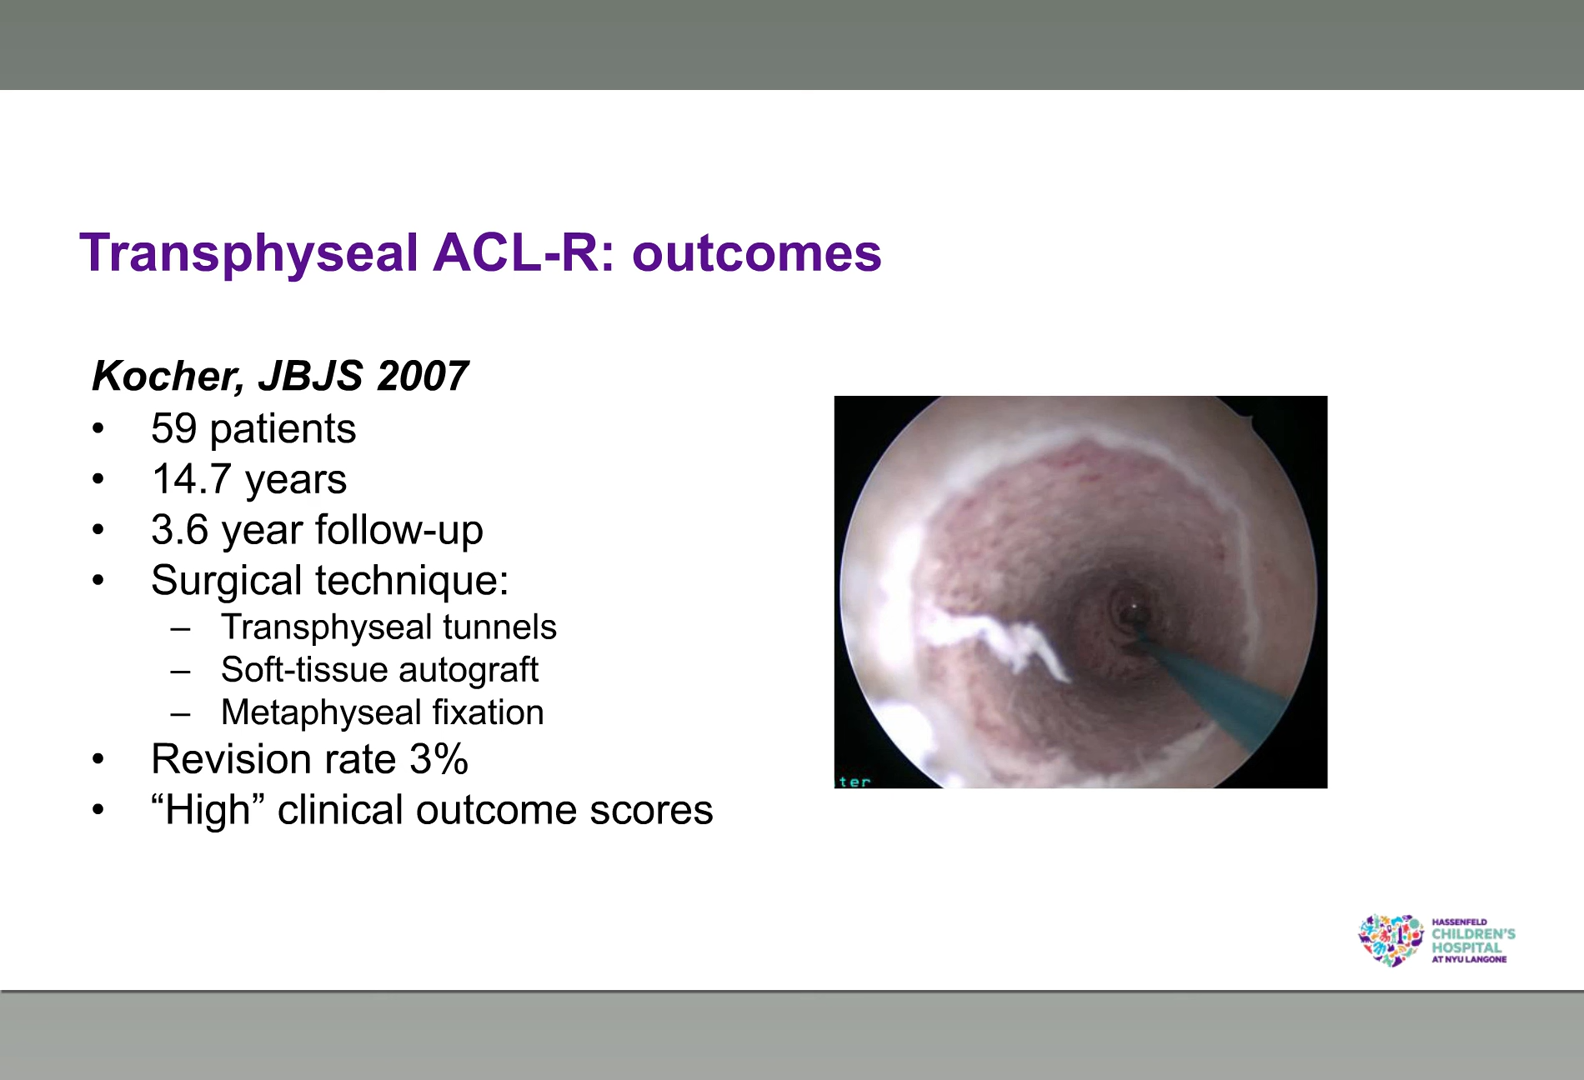 Transphyseal ACL-R: outcomes
Kocher, JBJS 2007
• 59 patients
• 14.7 years
• 3.6 year follow-up
• Surgical technique:
– Transphyseal tunnels
– Soft-tissue autograft
– Metaphyseal fixation
• Revision rate 3%
• “High” clinical outcome scores
ter
HASSENFELD
CHILDREN'S
HOSPITAL
AT NYU LANGONE